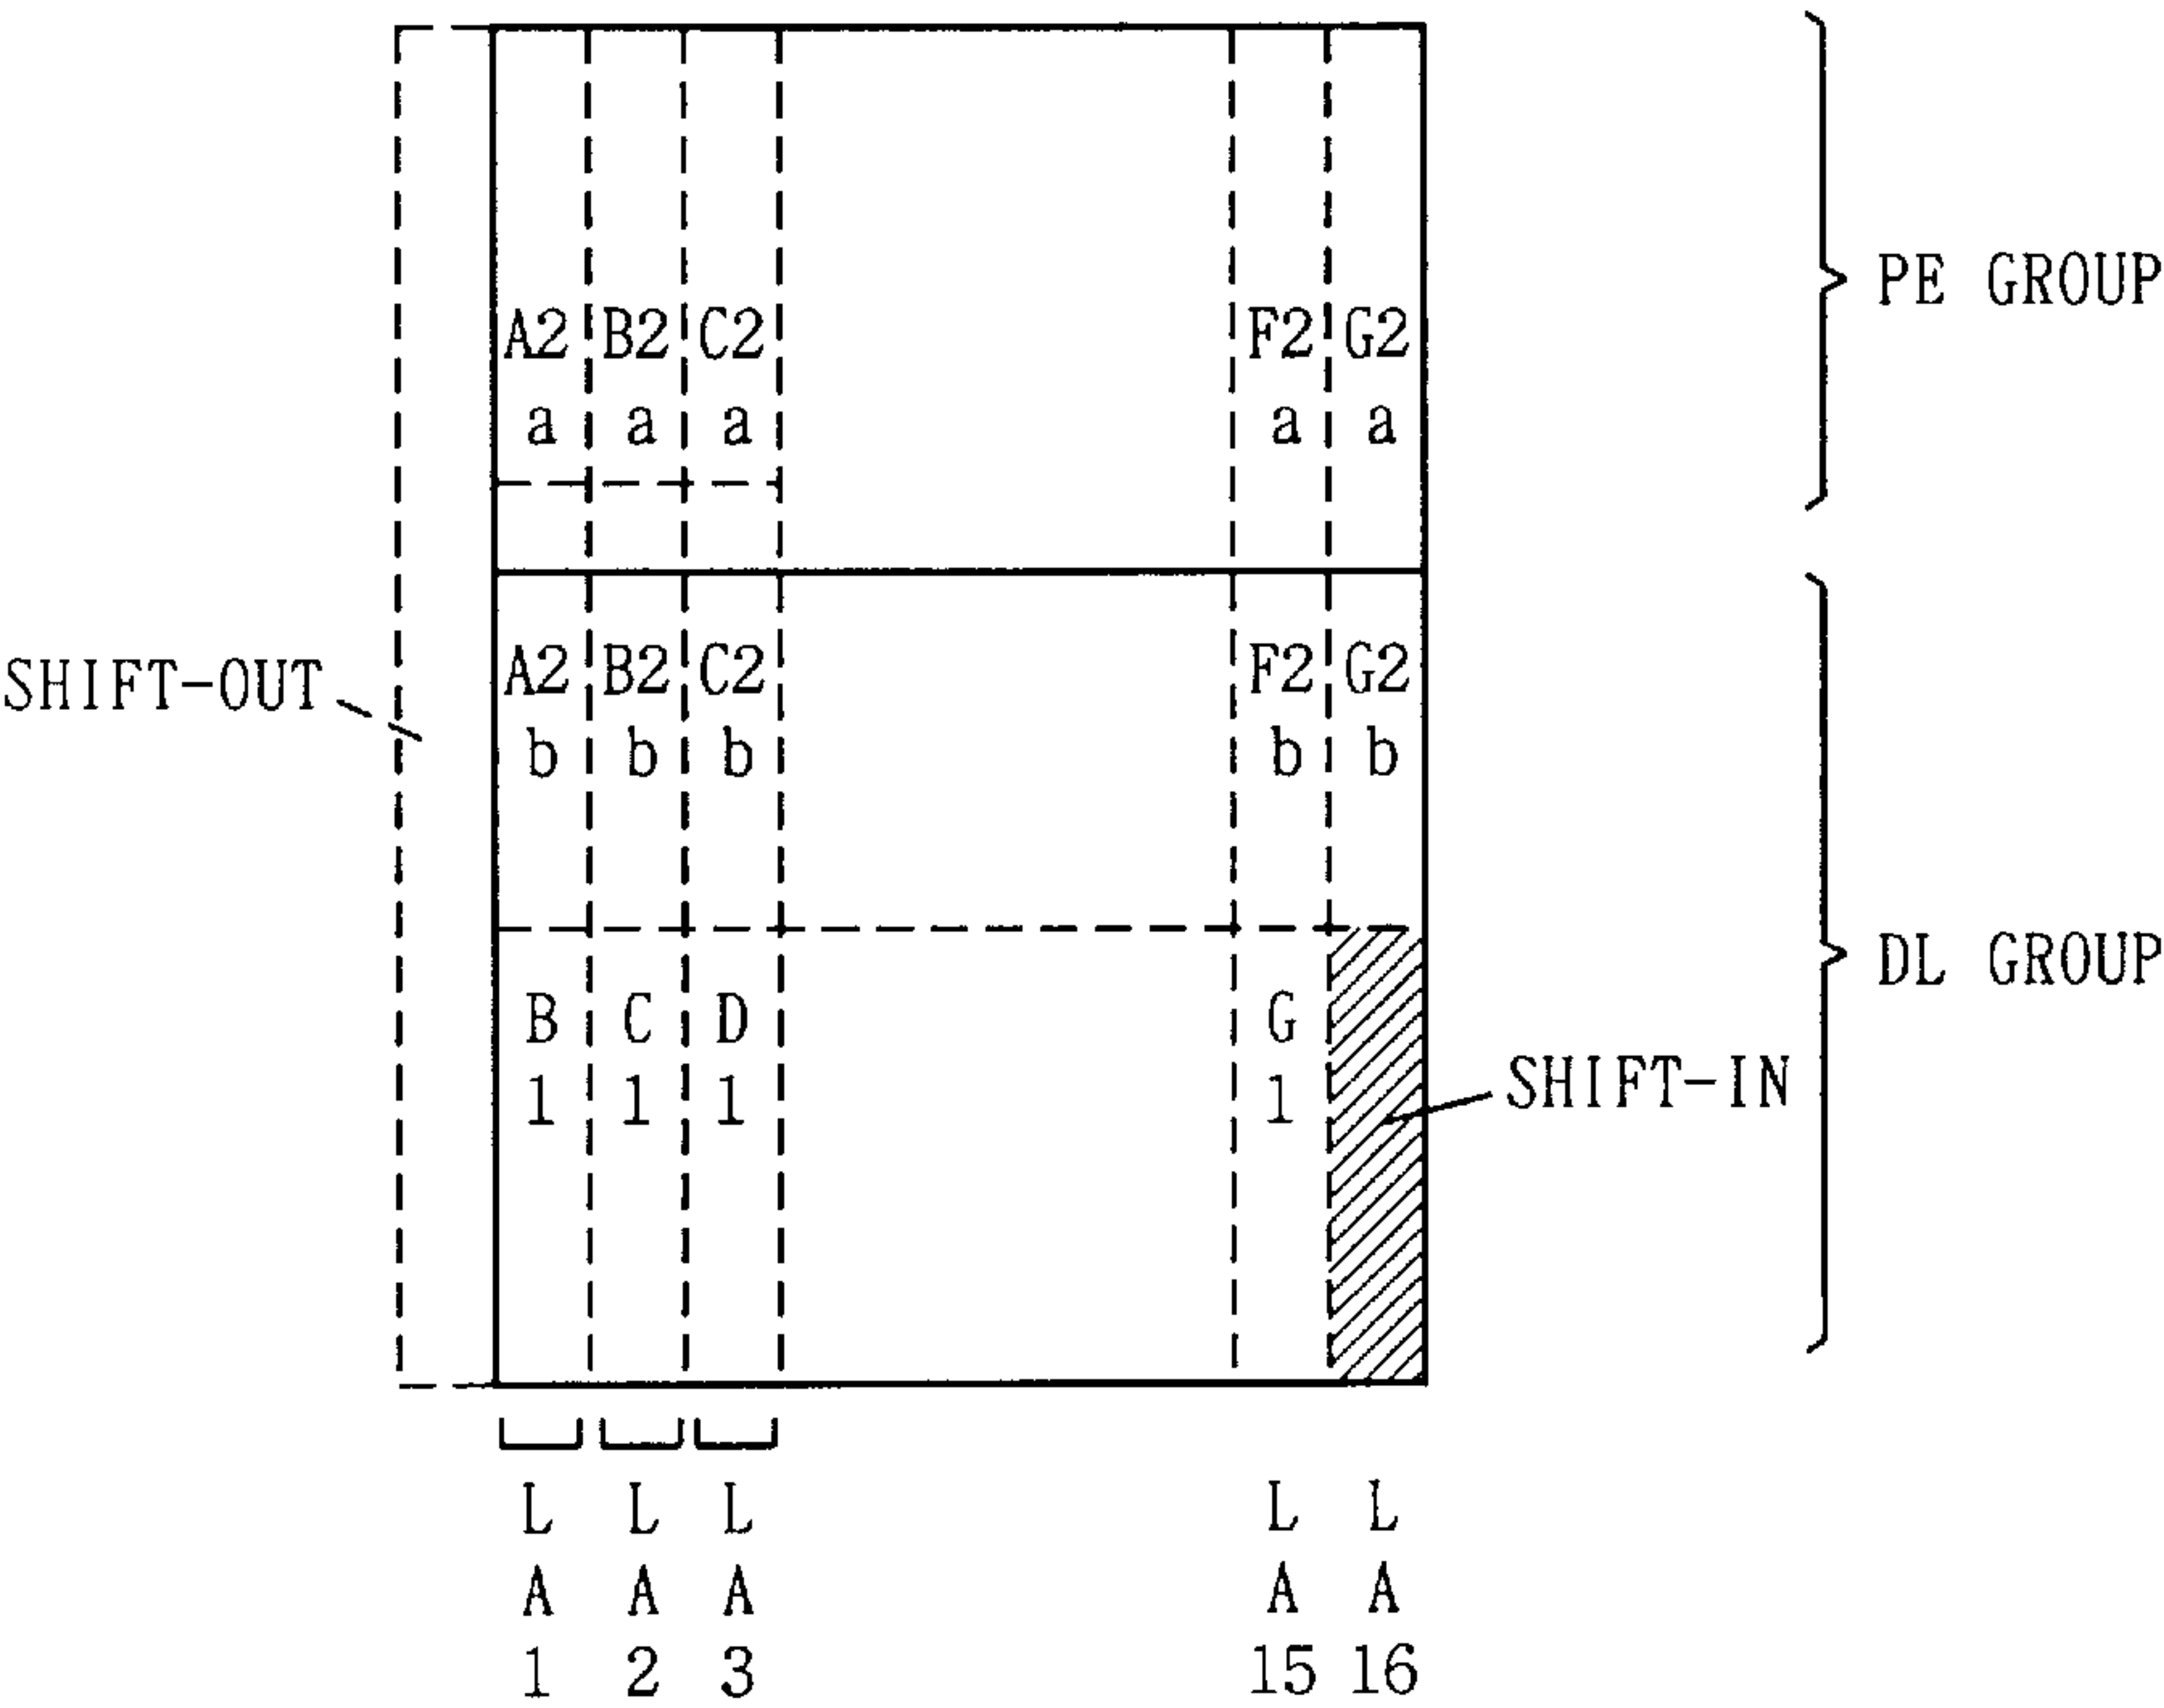 PE GROUP
A2 B2 C2 F2 G2
a a a a a
SHIFT-OUT
A2 B2 C2 F2 G2
b b b b b
DL GROUP
B C D G
1 1 1 1
SHIFT-IN
L L L L L
A A A A A
1 2 3 15 16